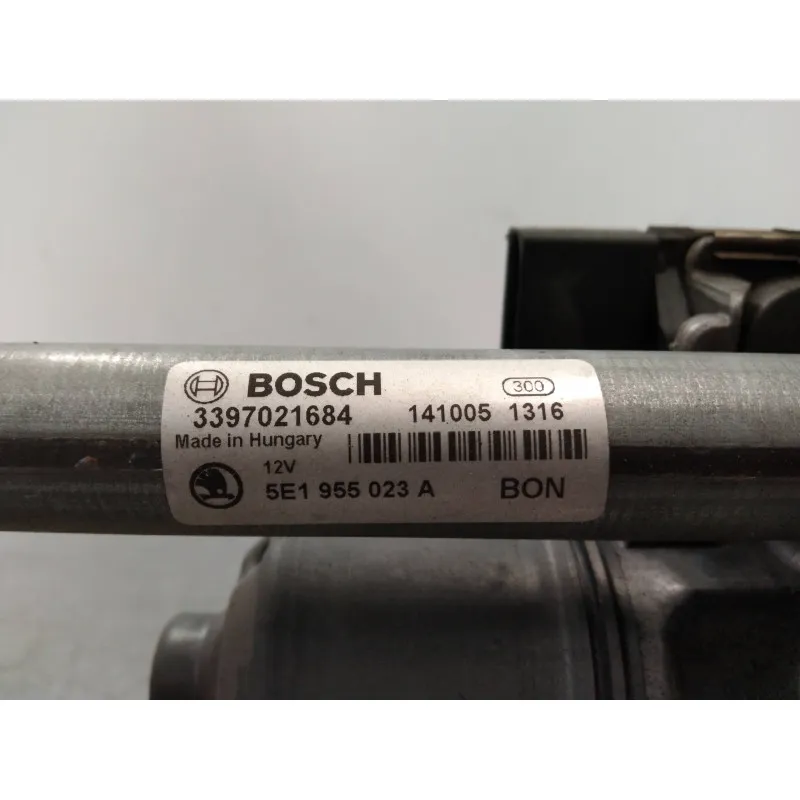 BOSCH 300
3397021684 141005 1316
Made in Hungary
12V
5E1 955 023 A BON